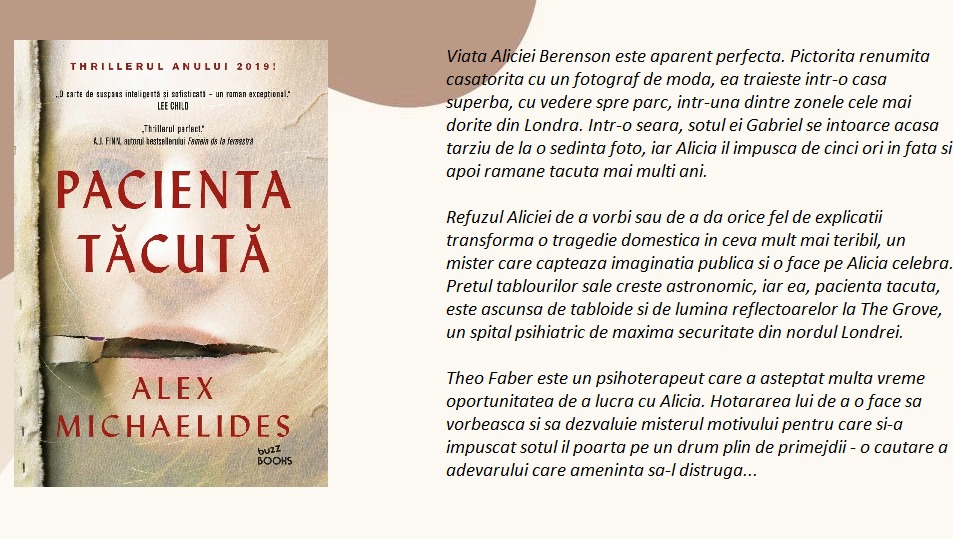 THRILLERUL ANULUI 2019!
„O carte de suspans inteligentă și sofisticată – un roman excepțional."
LEE CHILD
„Thrillerul perfect."
A.J. FINN, autorul bestsellerului Femeia de la fereastră
PACIENTA
TĂCUTĂ
ALEX
MICHAELIDES
buzz
BOOKS
Viata Aliciei Berenson este aparent perfecta. Pictorita renumita
casatorita cu un fotograf de moda, ea traieste intr-o casa
superba, cu vedere spre parc, intr-una dintre zonele cele mai
dorite din Londra. Intr-o seara, sotul ei Gabriel se intoarce acasa
tarziu de la o sedinta foto, iar Alicia il impusca de cinci ori in fata si
apoi ramane tacuta mai multi ani.
Refuzul Aliciei de a vorbi sau de a da orice fel de explicatii
transforma o tragedie domestica in ceva mult mai teribil, un
mister care capteaza imaginatia publica si o face pe Alicia celebra.
Pretul tablourilor sale creste astronomic, iar ea, pacienta tacuta,
este ascunsa de tabloide si de lumina reflectoarelor la The Grove,
un spital psihiatric de maxima securitate din nordul Londrei.
Theo Faber este un psihoterapeut care a asteptat multa vreme
oportunitatea de a lucra cu Alicia. Hotararea lui de a o face sa
vorbeasca si sa dezvaluie misterul motivului pentru care si-a
impuscat sotul il poarta pe un drum plin de primejdii - o cautare a
adevarului care ameninta sa-l distruga...